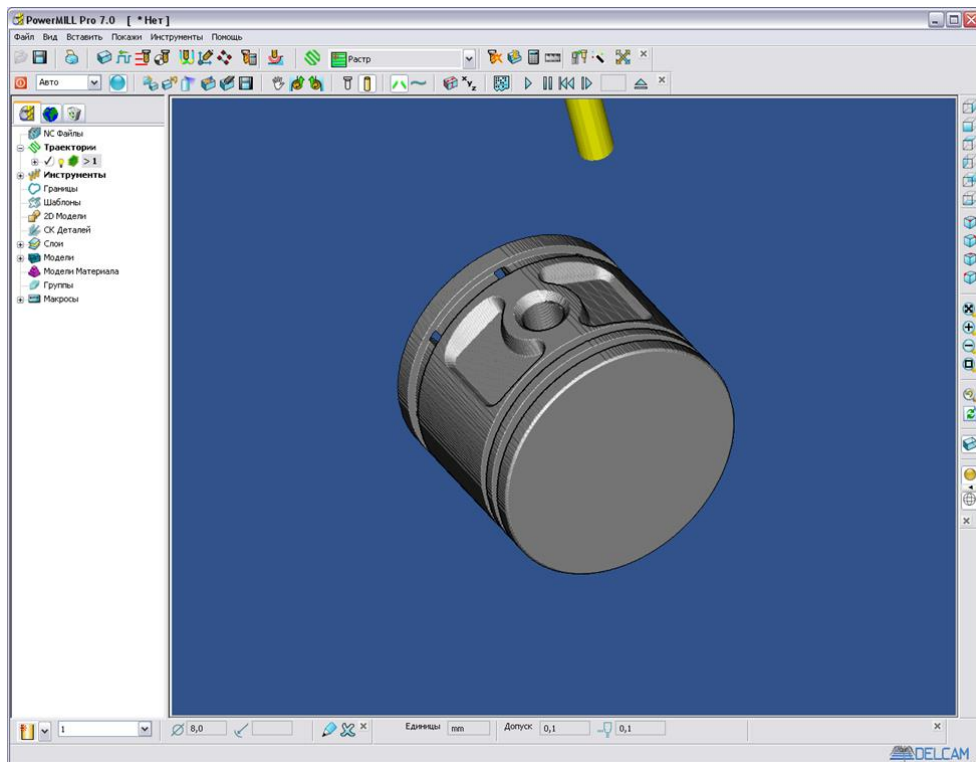 PowerMILL Pro 7.0 [ *Нет ]
Файл Вид Вставить Покажи Инструменты Помощь
Растр
Авто
NC Файлы
Траектории
> 1
Инструменты
Границы
Шаблоны
2D Модели
СК Деталей
Слои
Модели
Модели Материала
Группы
Макросы
1 8,0 Единицы mm Допуск 0,1 0,1
DELCAM